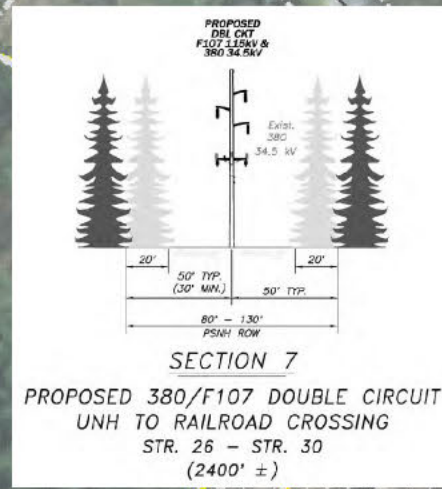 PROPOSED
DBL CKT
F107 115kV &
380 34.5kV
Exist.
380
34.5 kV
20'
20'
50' TYP.
(30' MIN.)
50' TYP.
80' - 130'
PSNH ROW
SECTION 7
PROPOSED 380/F107 DOUBLE CIRCUIT
UNH TO RAILROAD CROSSING
STR. 26 - STR. 30
(2400' ±)